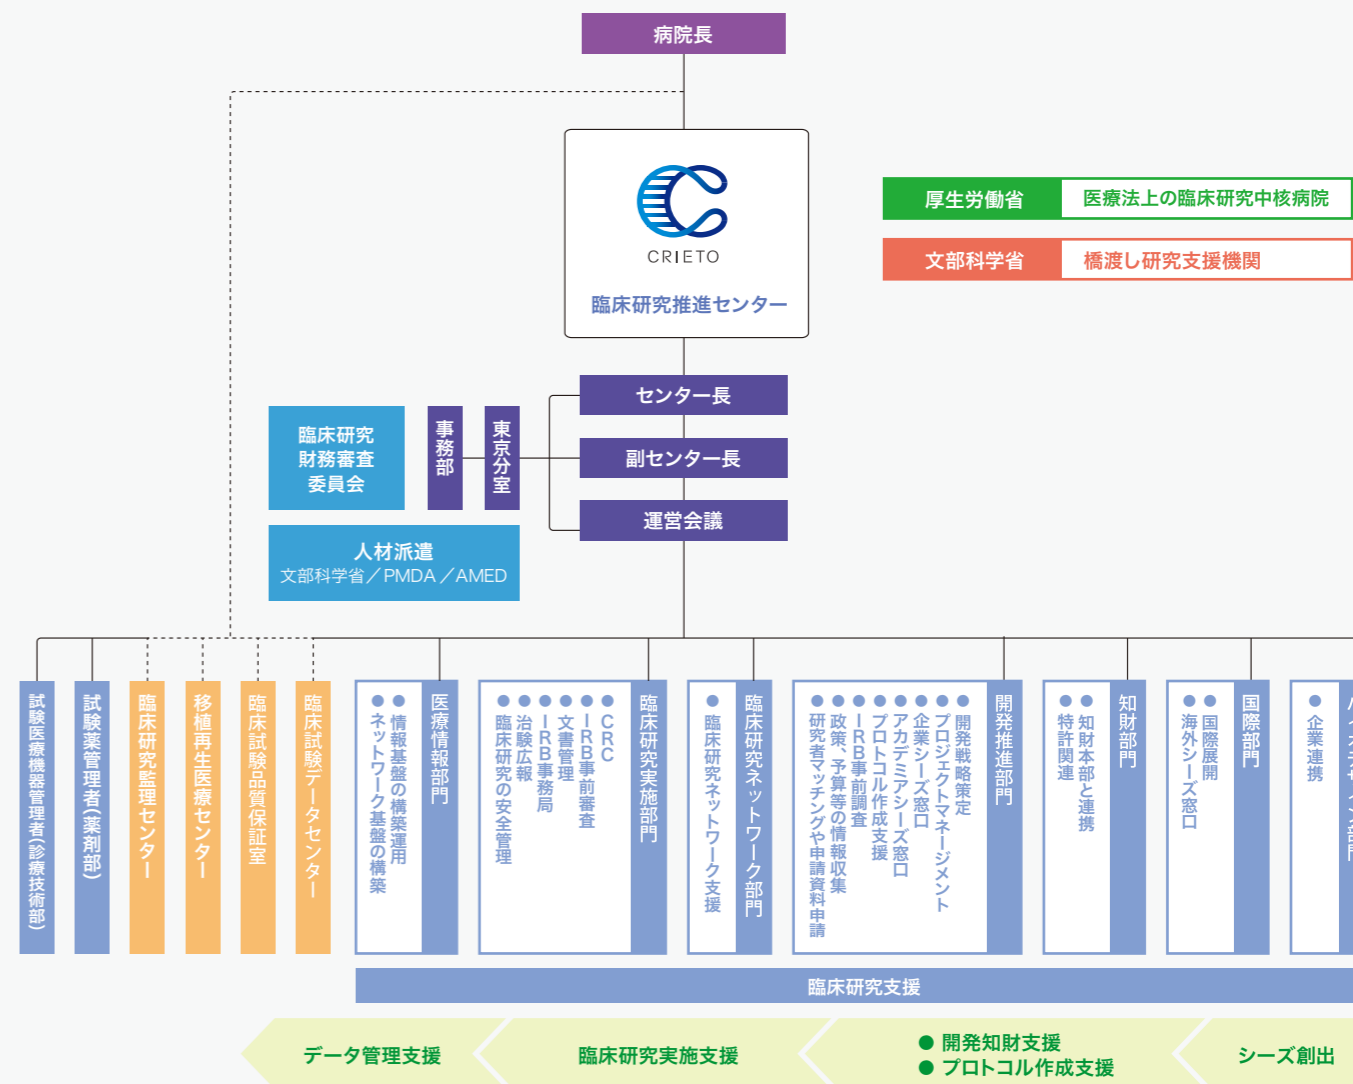 病院長
CRIETO
臨床研究推進センター
厚生労働省
医療法上の臨床研究中核病院
文部科学省
橋渡し研究支援機関
センター長
副センター長
運営会議
東京分室
事務部
臨床研究
財務審査
委員会
人材派遣
文部科学省／PMDA／AMED
試験医療機器管理者(診療技術部)
試験薬管理者(薬剤部)
臨床研究監理センター
移植再生医療センター
臨床試験品質保証室
臨床試験データセンター
医療情報部門
●情報基盤の構築運用
●ネットワーク基盤の構築
臨床研究実施部門
●CRC
●IRB事前審査
●文書管理
●IRB事務局
●治験広報
●臨床研究の安全管理
臨床研究ネットワーク部門
●臨床研究ネットワーク支援
開発推進部門
●開発戦略策定
●プロジェクトマネージメント
●企業シーズ窓口
●アカデミアシーズ窓口
●プロトコル作成支援
●IRB事前調査
●政策、予算等の情報収集
●研究者マッチングや申請資料申請
知財部門
●知財本部と連携
●特許関連
国際部門
●国際展開
●海外シーズ窓口
●企業連携
臨床研究支援
データ管理支援
臨床研究実施支援
●開発知財支援
●プロトコル作成支援
シーズ創出